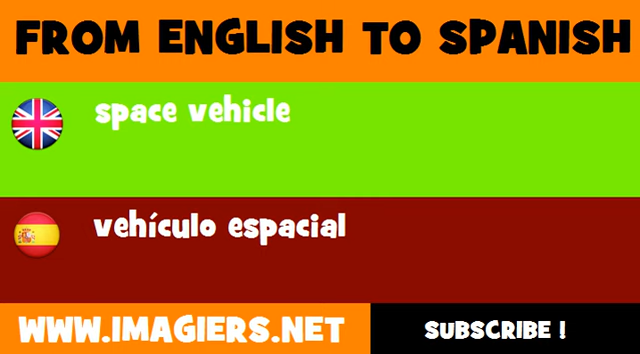 FROM ENGLISH TO SPANISH
space vehicle
vehículo espacial
WWW.IMAGIERS.NET
SUBSCRIBE !